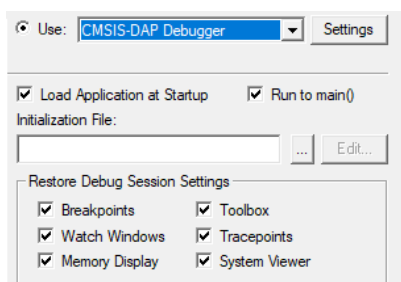 Use: CMSIS-DAP Debugger Settings
Load Application at Startup Run to main()
Initialization File:
... Edit...
Restore Debug Session Settings
Breakpoints Toolbox
Watch Windows Tracepoints
Memory Display System Viewer